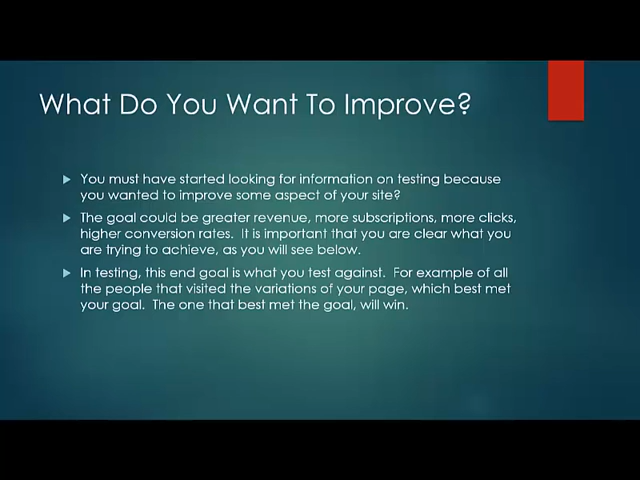 What Do You Want To Improve?
You must have started looking for information on testing because
you wanted to improve some aspect of your site?
The goal could be greater revenue, more subscriptions, more clicks,
higher conversion rates.  It is important that you are clear what you
are trying to achieve, as you will see below.
In testing, this end goal is what you test against.  For example of all
the people that visited the variations of your page, which best met
your goal.  The one that best met the goal, will win.